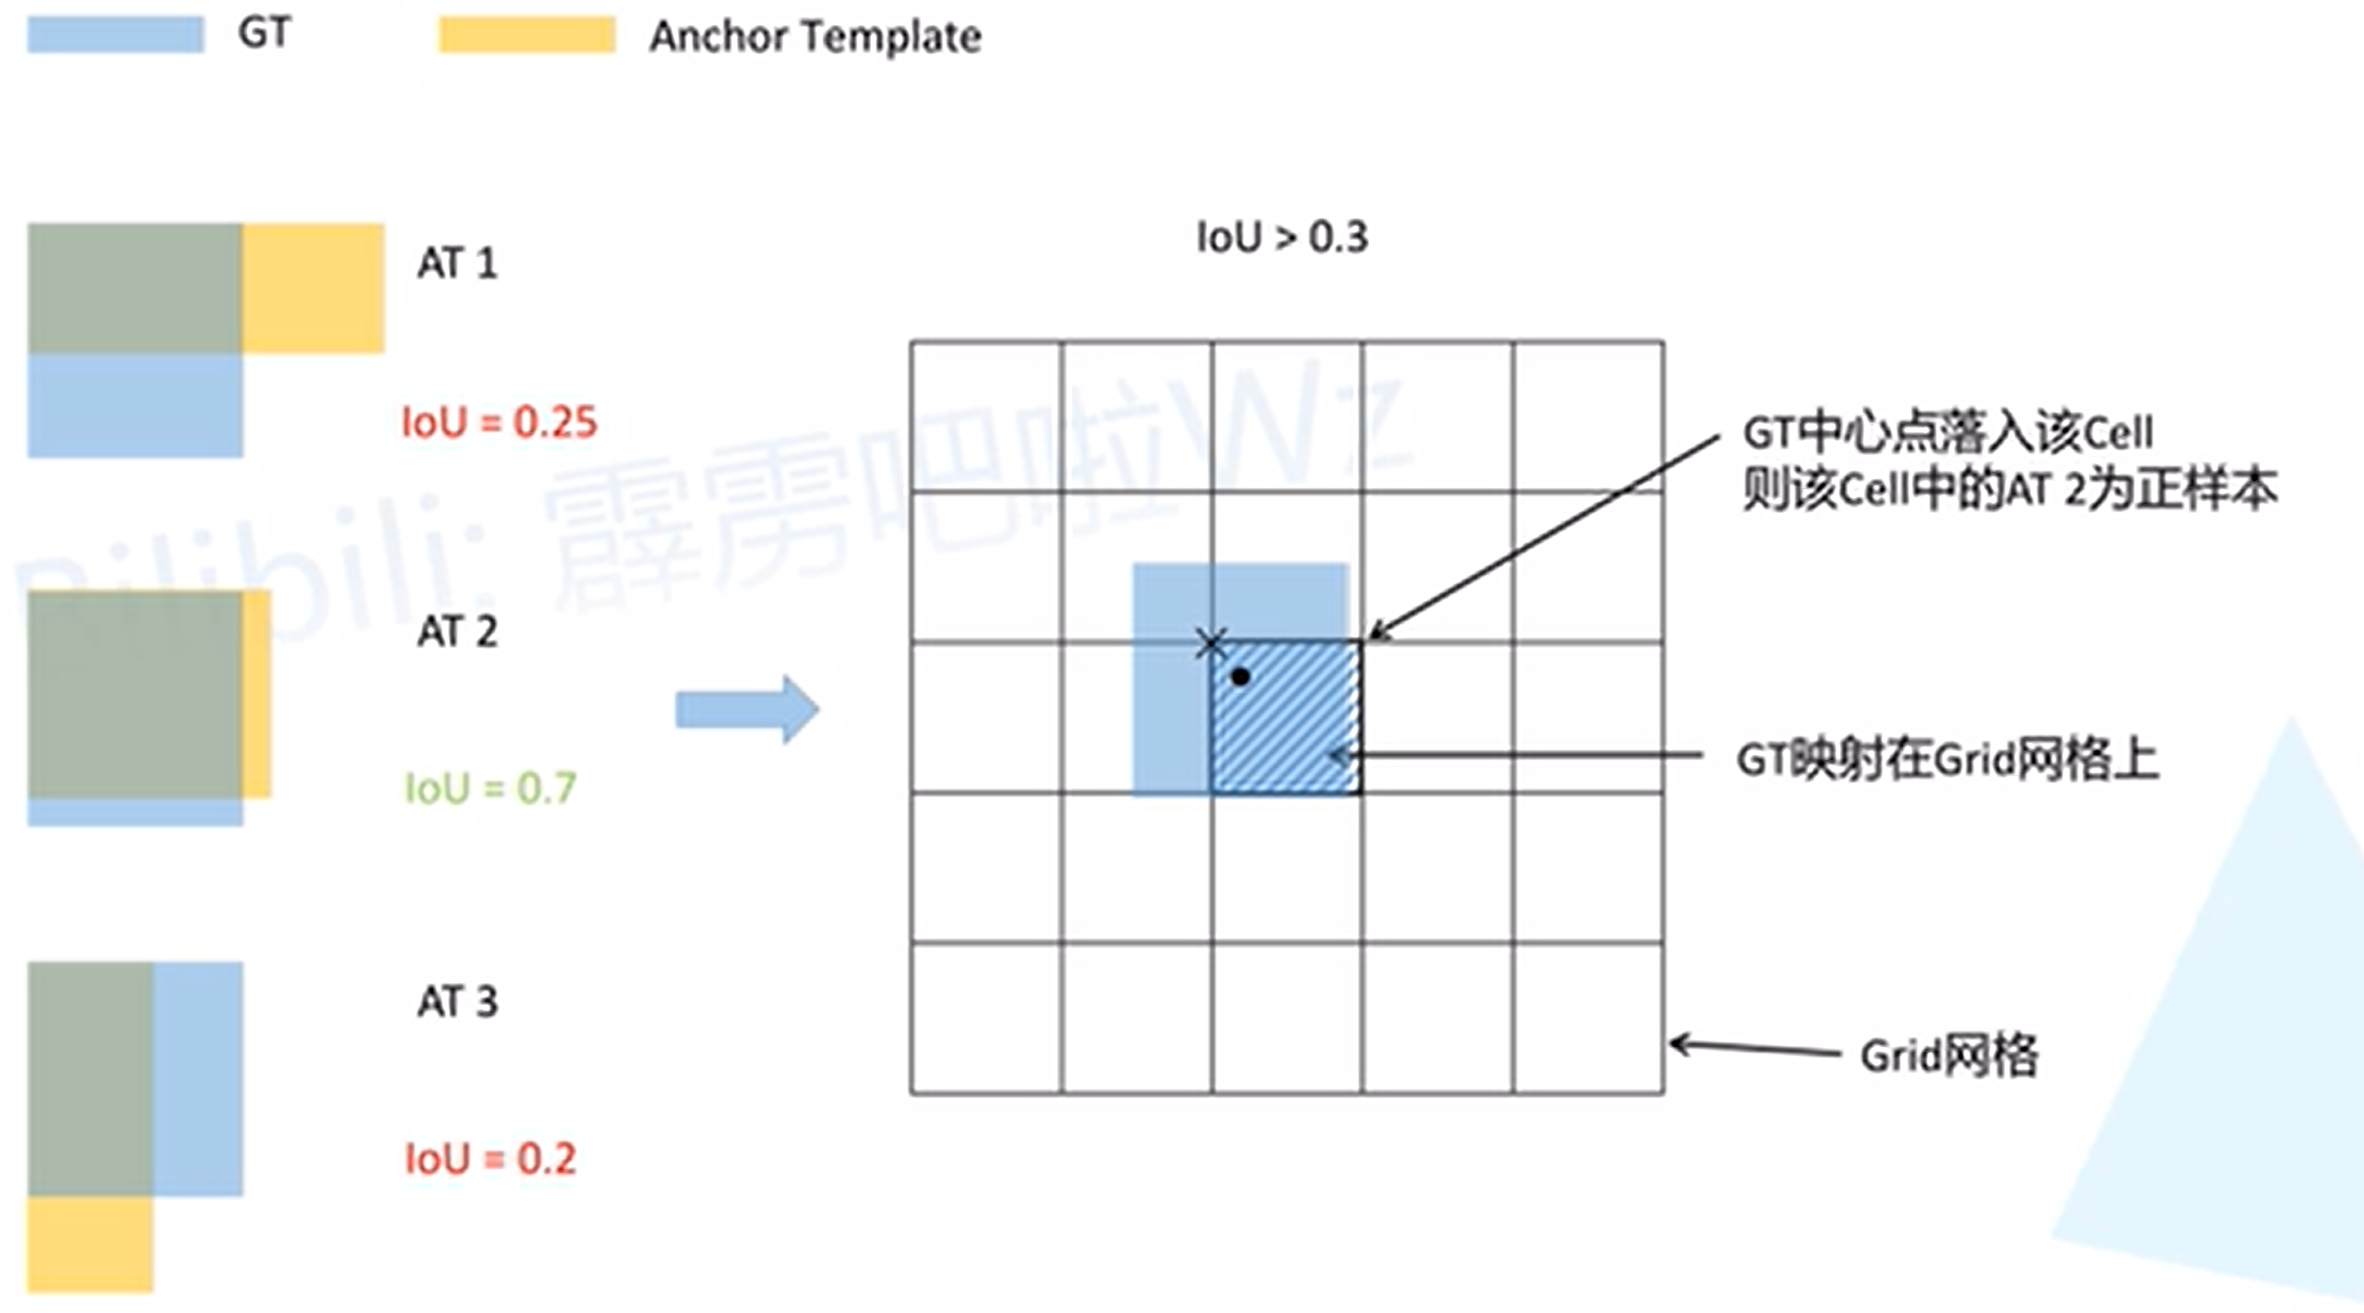 GT
Anchor Template
AT 1
IoU = 0.25
AT 2
IoU = 0.7
AT 3
IoU = 0.2
IoU > 0.3
GT中心点落入该Cell
则该Cell中的AT 2为正样本
GT映射在Grid网格上
Grid网格
Bilibili: 霹雳吧啦Wz